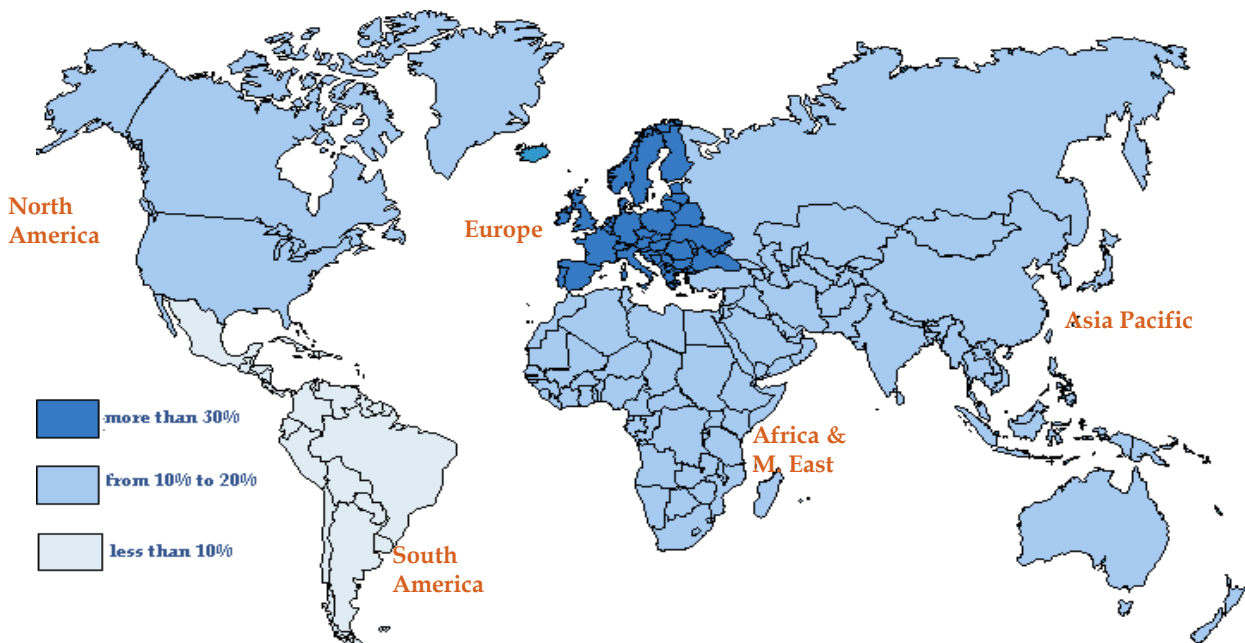 North
America
Europe
Asia Pacific
more than 30%
Africa &
M. East
from 10% to 20%
less than 10%
South
America